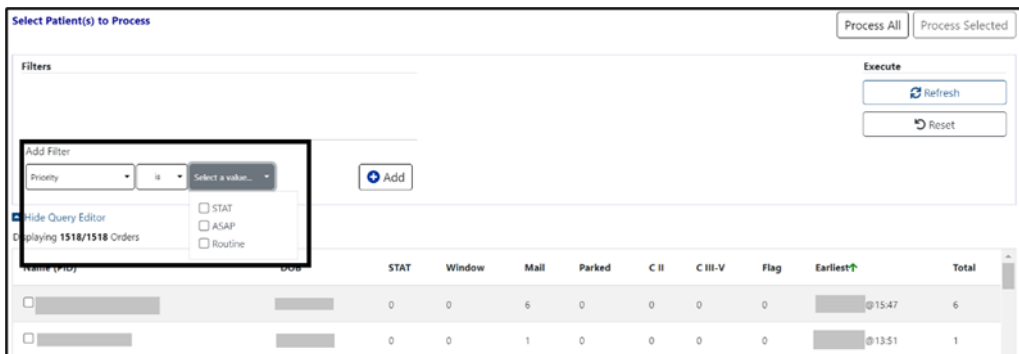 Select Patient(s) to Process
Process All Process Selected
Filters
Execute
Refresh
Reset
Add Filter
Priority is Select a value... Add
STAT
ASAP
Routine
Hide Query Editor
Displaying 1518/1518 Orders
Name (PID) DOB STAT Window Mail Parked C II C III-V Flag Earliest Total
0 0 6 0 0 0 0 @15:47 6
0 0 1 0 0 0 0 @13:51 1